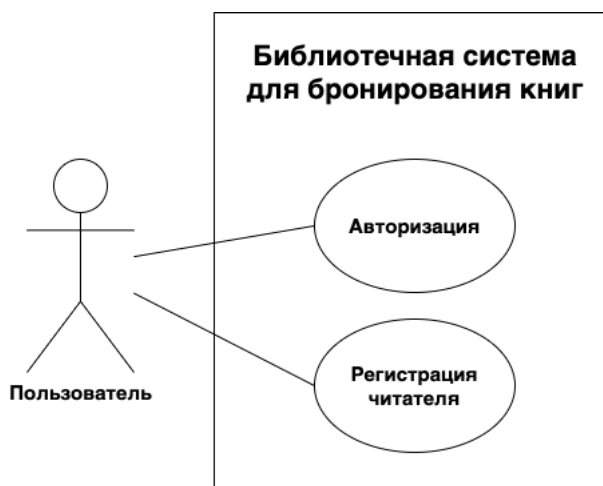 Библиотечная система
для бронирования книг
Авторизация
Регистрация
читателя
Пользователь